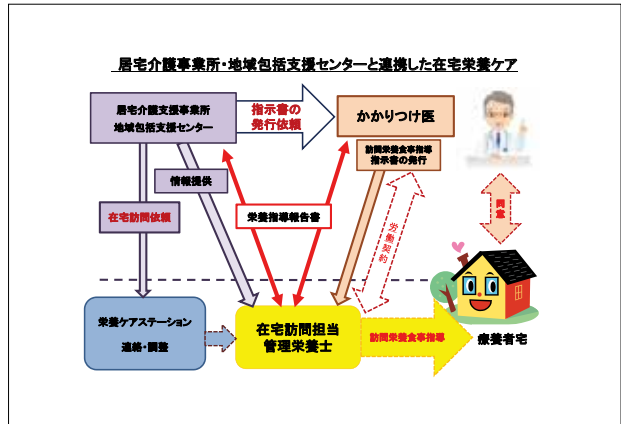 居宅介護事業所・地域包括支援センターと連携した在宅栄養ケア
居宅介護支援事業所
地域包括支援センター
指示書の
発行依頼
かかりつけ医
訪問栄養食事指導
指示書の発行
情報提供
在宅訪問依頼
栄養指導報告書
労働契約
同意
栄養ケアステーション
連絡・調整
在宅訪問担当
管理栄養士
訪問栄養食事指導
療養者宅